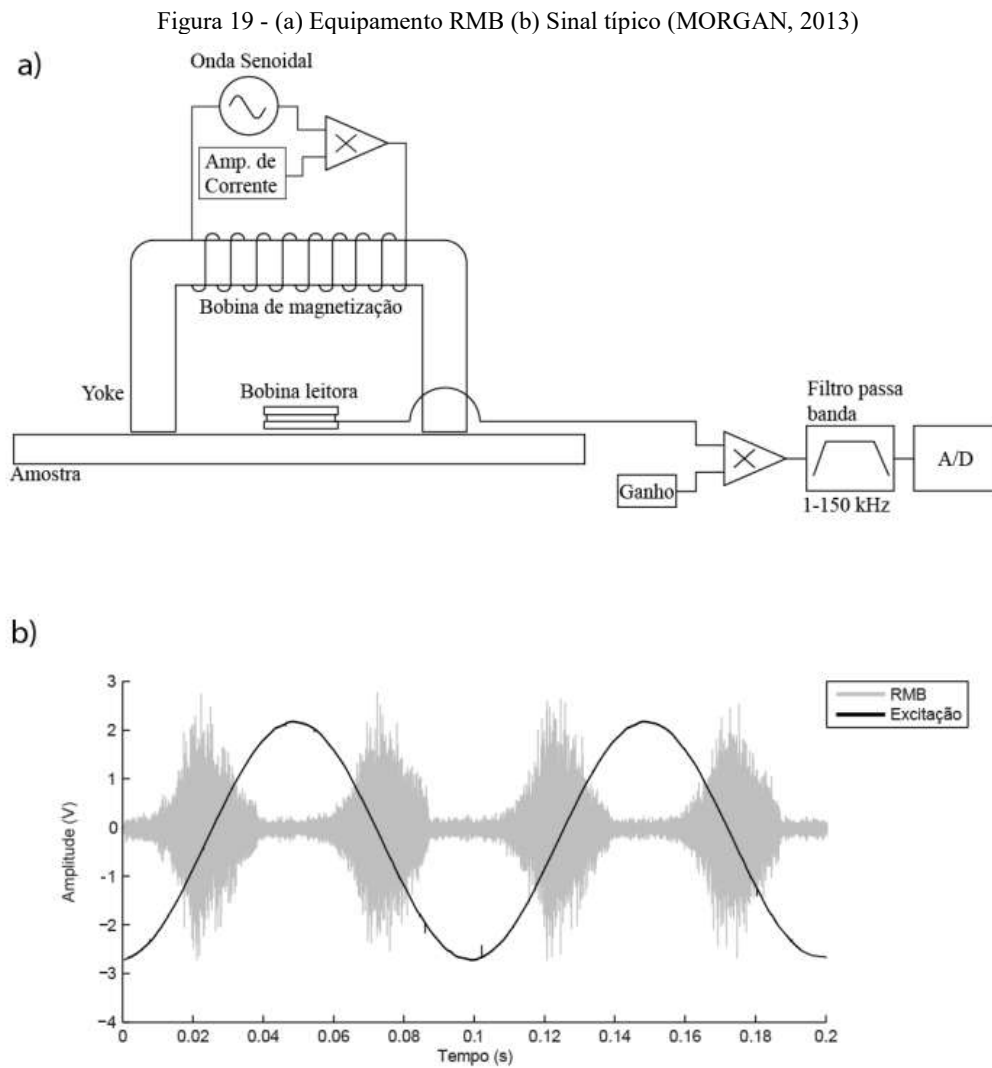 Figura 19 - (a) Equipamento RMB (b) Sinal típico (MORGAN, 2013)
a)
Onda Senoidal
Amp. de
Corrente
Bobina de magnetização
Yoke
Bobina leitora
Amostra
Ganho
Filtro passa
banda
1-150 kHz
A/D
b)
RMB
Excitação
3
2
1
0
−1
−2
−3
−4
Amplitude (V)
0
0.02
0.04
0.06
0.08
0.1
0.12
0.14
0.16
0.18
0.2
Tempo (s)